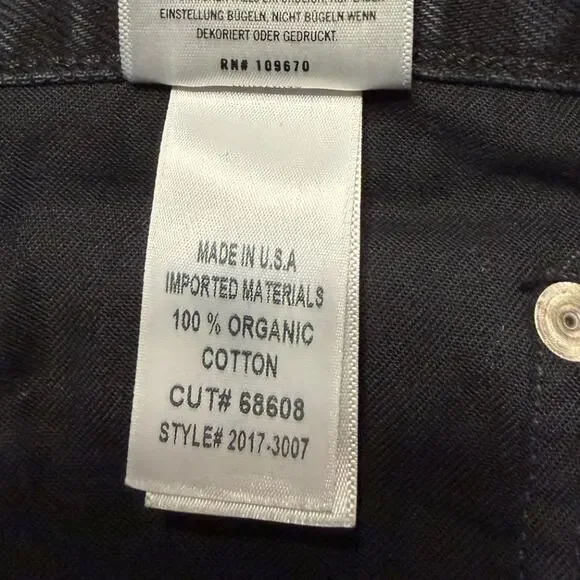 EINSTELLUNG BÜGELN, NICHT BÜGELN WENN
DEKORIERT ODER GEDRUCKT.
RN# 109670
MADE IN U.S.A
IMPORTED MATERIALS
100 % ORGANIC
COTTON
CUT# 68608
STYLE# 2017-3007